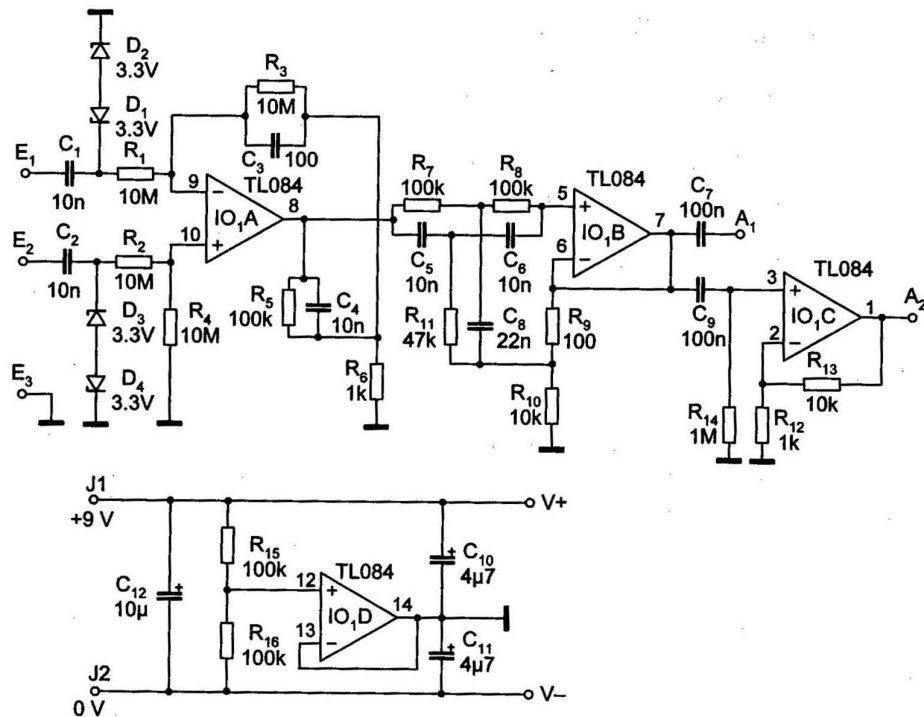 D2
3.3V
D1
3.3V
R3
10M
C3 100
E1
C1
10n
R1
10M
9
TL084
8
IO1A
10
E2
C2
10n
R2
10M
R4
10M
D3
3.3V
D4
3.3V
E3
R5
100k
C4
10n
R6
1k
R7
100k
R8
100k
C5
10n
C6
10n
R11
47k
C8
22n
5
TL084
7
IO1B
6
R9
100
R10
10k
C7
100n
A1
C9
100n
3
TL084
1
IO1C
2
A2
R13
10k
R14
1M
R12
1k
J1
+9 V
V+
C12
10µ
R15
100k
R16
100k
12
TL084
14
IO1D
13
C10
4µ7
C11
4µ7
J2
0 V
V–